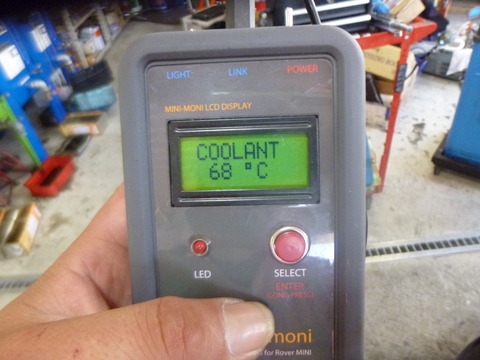 LIGHT LINK POWER
MINI-MONI LCD DISPLAY
COOLANT
68 °C
LED SELECT
ENTER
(LONG PRESS)
moni
for Rover MINI